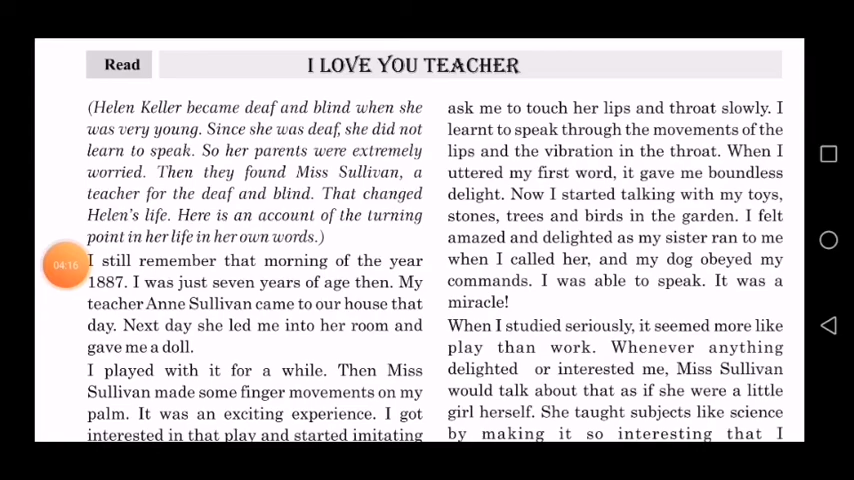 Read
I LOVE YOU TEACHER
(Helen Keller became deaf and blind when she
was very young. Since she was deaf, she did not
learn to speak. So her parents were extremely
worried. Then they found Miss Sullivan, a
teacher for the deaf and blind. That changed
Helen's life. Here is an account of the turning
point in her life in her own words.)
I still remember that morning of the year
1887. I was just seven years of age then. My
teacher Anne Sullivan came to our house that
day. Next day she led me into her room and
gave me a doll.
I played with it for a while. Then Miss
Sullivan made some finger movements on my
palm. It was an exciting experience. I got
interested in that play and started imitating
ask me to touch her lips and throat slowly. I
learnt to speak through the movements of the
lips and the vibration in the throat. When I
uttered my first word, it gave me boundless
delight. Now I started talking with my toys,
stones, trees and birds in the garden. I felt
amazed and delighted as my sister ran to me
when I called her, and my dog obeyed my
commands. I was able to speak. It was a
miracle!
When I studied seriously, it seemed more like
play than work. Whenever anything
delighted or interested me, Miss Sullivan
would talk about that as if she were a little
girl herself. She taught subjects like science
by making it so interesting that I
04:16